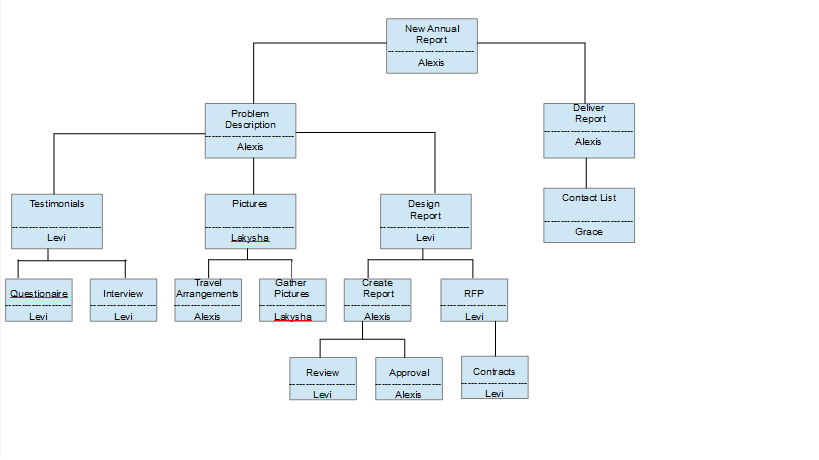 New Annual
Report
Alexis
Problem
Description
Alexis
Deliver
Report
Alexis
Testimonials
Levi
Pictures
Lakysha
Design
Report
Levi
Contact List
Grace
Questionaire
Levi
Interview
Levi
Travel
Arrangements
Alexis
Gather
Pictures
Lakysha
Create
Report
Alexis
RFP
Levi
Review
Levi
Approval
Alexis
Contracts
Levi